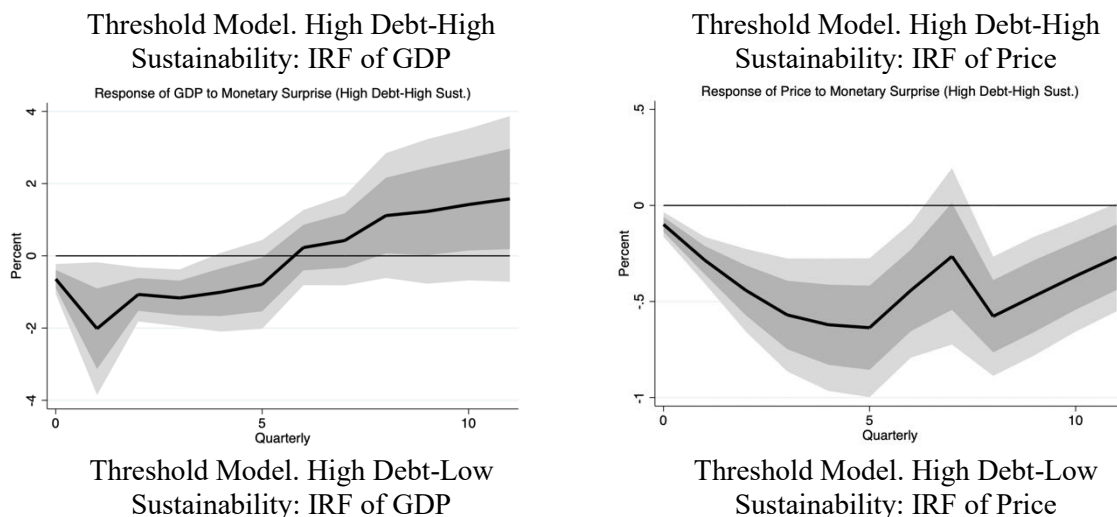 Threshold Model. High Debt-High
Sustainability: IRF of GDP
Response of GDP to Monetary Surprise (High Debt-High Sust.)
4
2
0
-2
-4
Percent
0
5
10
Quarterly
Threshold Model. High Debt-High
Sustainability: IRF of Price
Response of Price to Monetary Surprise (High Debt-High Sust.)
.5
0
-.5
-1
Percent
0
5
10
Quarterly
Threshold Model. High Debt-Low
Sustainability: IRF of GDP
Threshold Model. High Debt-Low
Sustainability: IRF of Price